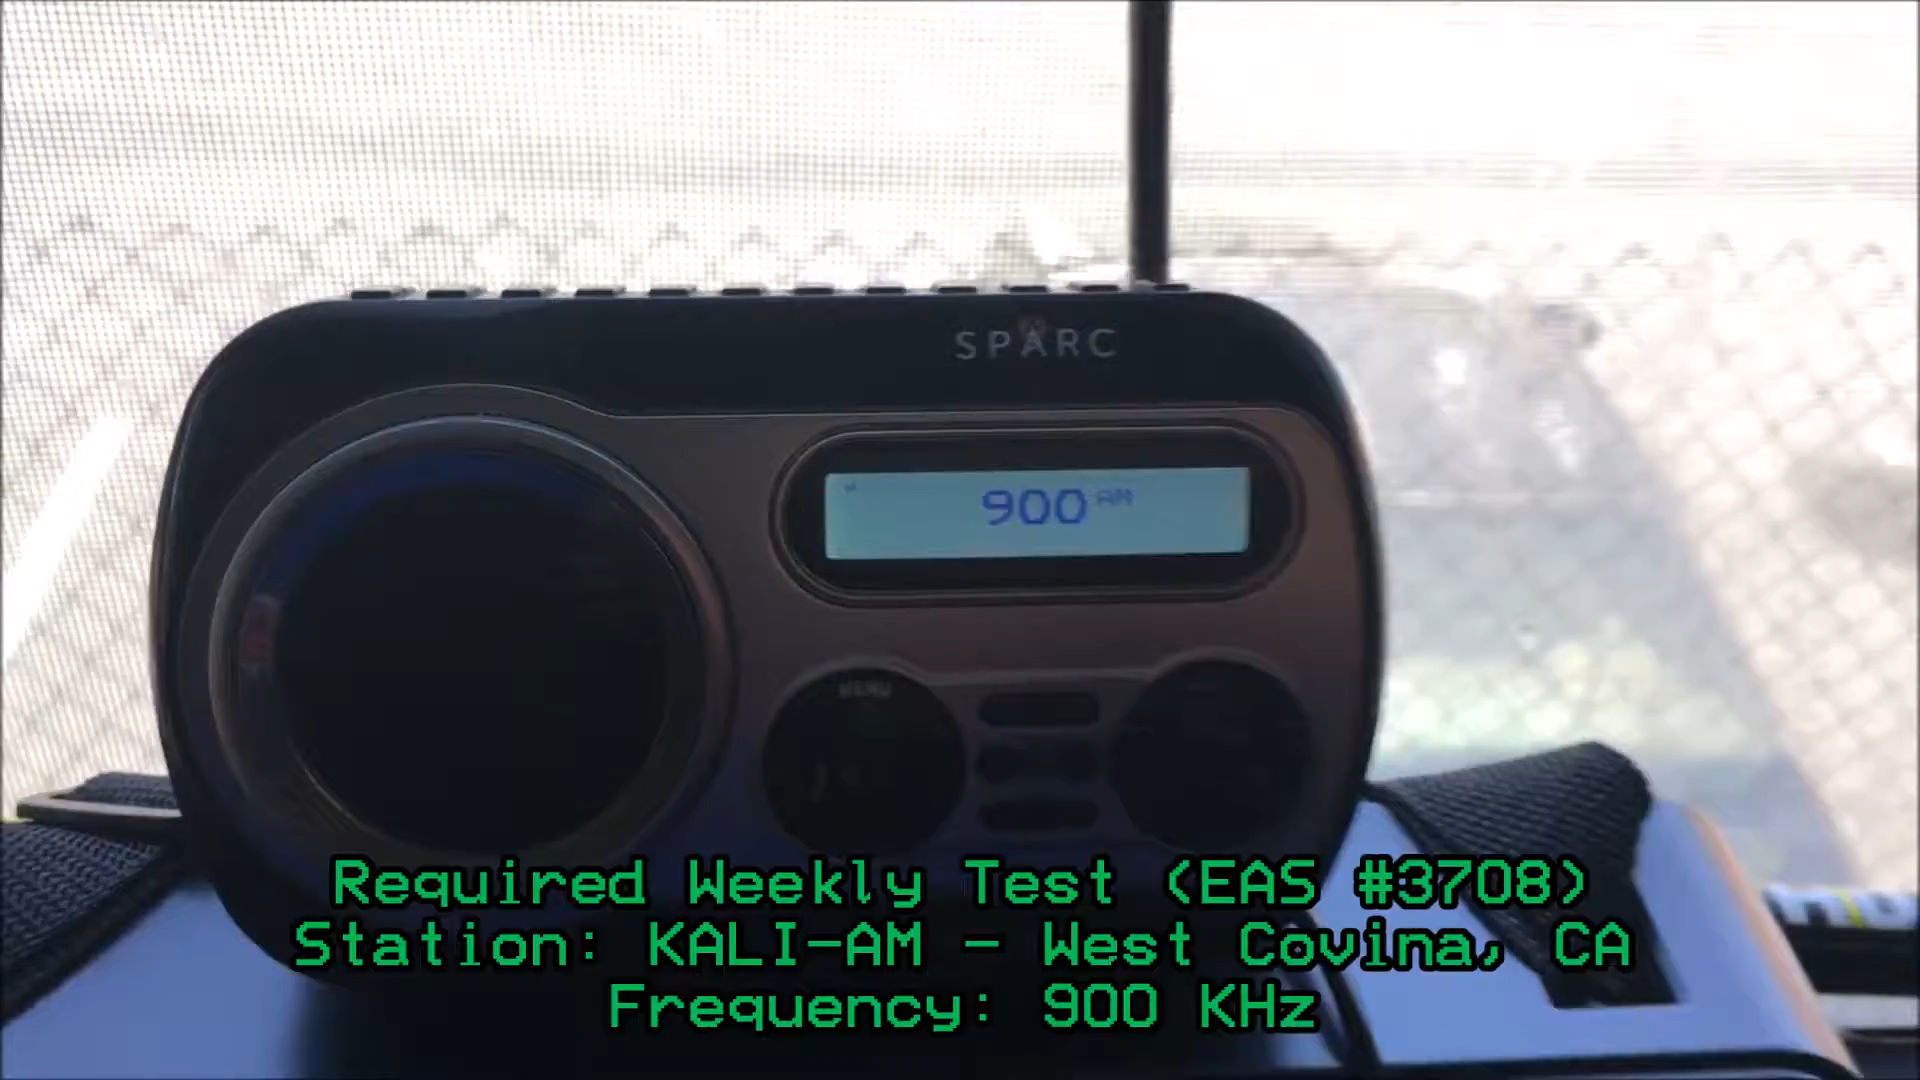 SPARC
900 AM
MENU
Required Weekly Test (EAS #3708)
Station: KALI-AM - West Covina, CA
Frequency: 900 KHz